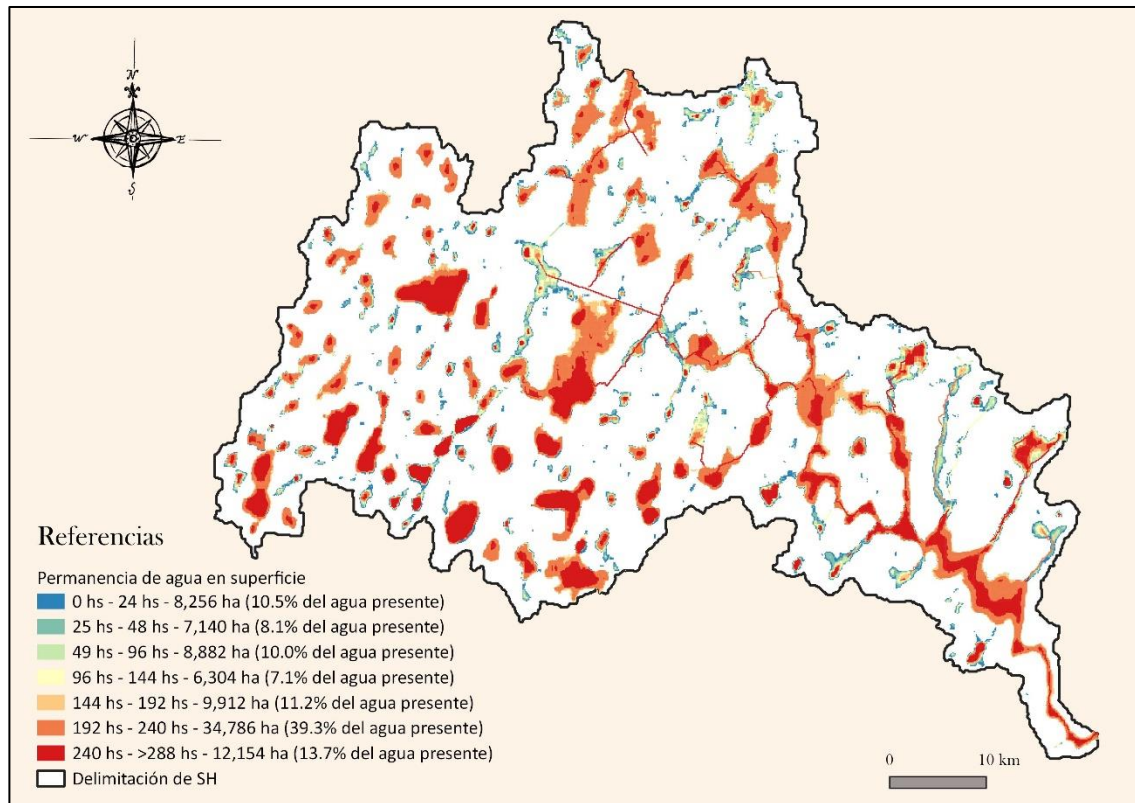 N
W
E
S
Referencias
Permanencia de agua en superficie
0 hs - 24 hs - 8,256 ha (10.5% del agua presente)
25 hs - 48 hs - 7,140 ha (8.1% del agua presente)
49 hs - 96 hs - 8,882 ha (10.0% del agua presente)
96 hs - 144 hs - 6,304 ha (7.1% del agua presente)
144 hs - 192 hs - 9,912 ha (11.2% del agua presente)
192 hs - 240 hs - 34,786 ha (39.3% del agua presente)
240 hs - >288 hs - 12,154 ha (13.7% del agua presente)
Delimitación de SH
0 10 km